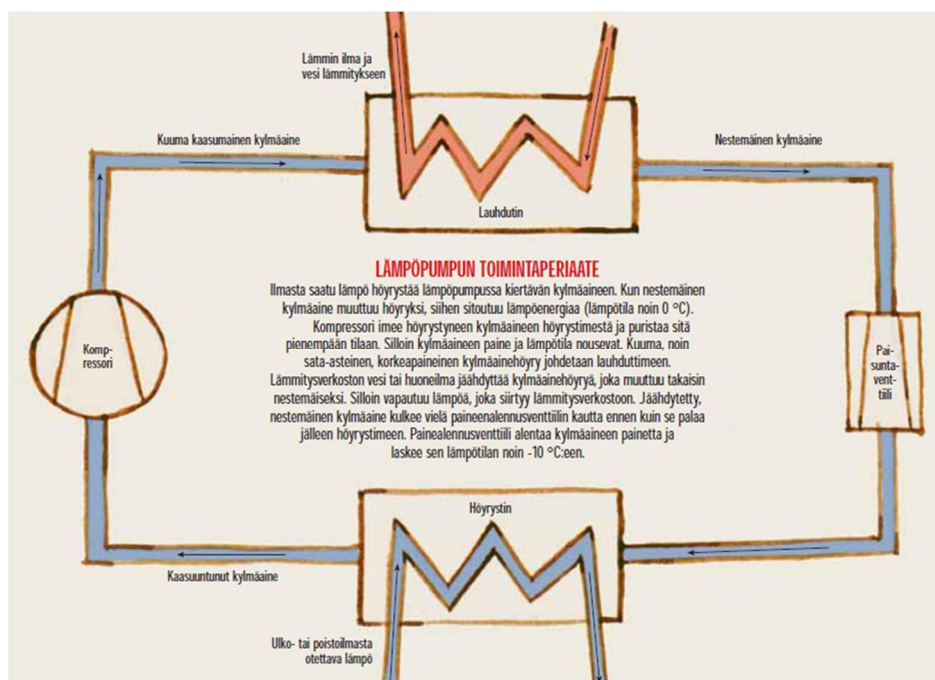 Lämmin ilma ja
vesi lämmitykseen
Kuuma kaasumainen kylmäaine
Nestemäinen kylmäaine
Lauhdutin
LÄMPÖPUMPUN TOIMINTAPERIAATE
Ilmasta saatu lämpö höyrystää lämpöpumpussa kiertävän kylmäaineen. Kun nestemäinen
kylmäaine muuttuu höyryksi, siihen sitoutuu lämpöenergiaa (lämpötila noin 0 °C).
Kompressori imee höyrystyneen kylmäaineen höyrystimestä ja puristaa sitä
pienempään tilaan. Silloin kylmäaineen paine ja lämpötila nousevat. Kuuma, noin
sata-asteinen, korkeapaineinen kylmäainehöyry johdetaan lauhduttimeen.
Lämmitysverkoston vesi tai huoneilma jäähdyttää kylmäainehöyryä, joka muuttuu takaisin
nestemäiseksi. Silloin vapautuu lämpöä, joka siirtyy lämmitysverkostoon. Jäähdytetty,
nestemäinen kylmäaine kulkee vielä paineenalennusventtiilin kautta ennen kuin se palaa
jälleen höyrystimeen. Painealennusventtiili alentaa kylmäaineen painetta ja
laskee sen lämpötilan noin -10 °C:een.
Komp-
ressori
Pai-
sunta-
vent-
tiili
Höyrystin
Kaasuuntunut kylmäaine
Ulko- tai poistoilmasta
otettava lämpö